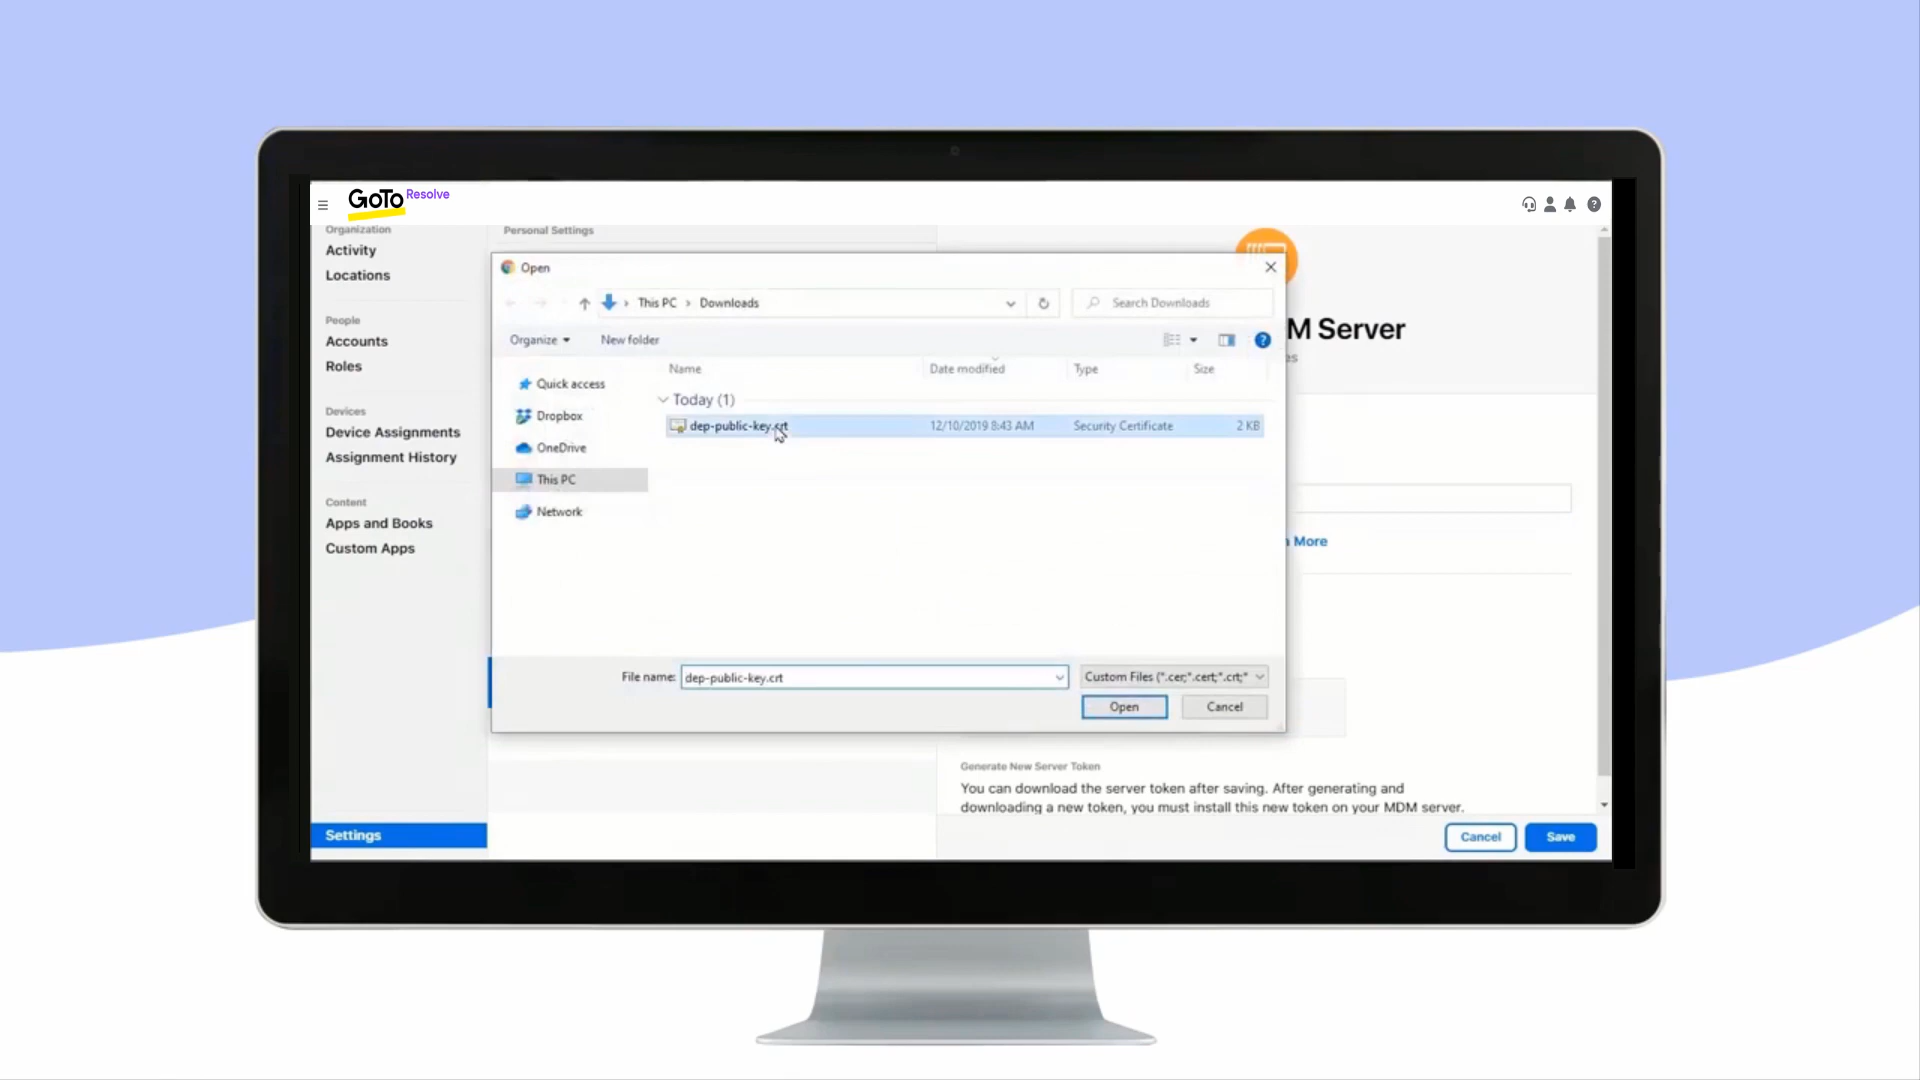 GoTo Resolve
Organization
Activity
Locations
People
Accounts
Roles
Devices
Device Assignments
Assignment History
Content
Apps and Books
Custom Apps
Settings
Personal Settings
Open
This PC > Downloads
Search Downloads
Organize
New folder
Name
Date modified
Type
Size
Quick access
Dropbox
OneDrive
This PC
Network
Today (1)
dep-public-key.crt
12/10/2019 8:43 AM
Security Certificate
2 KB
File name:
dep-public-key.crt
Custom Files (*.cer;*.cert;*.crt;*
Open
Cancel
M Server
es
More
Generate New Server Token
You can download the server token after saving. After generating and
downloading a new token, you must install this new token on your MDM server.
Cancel
Save